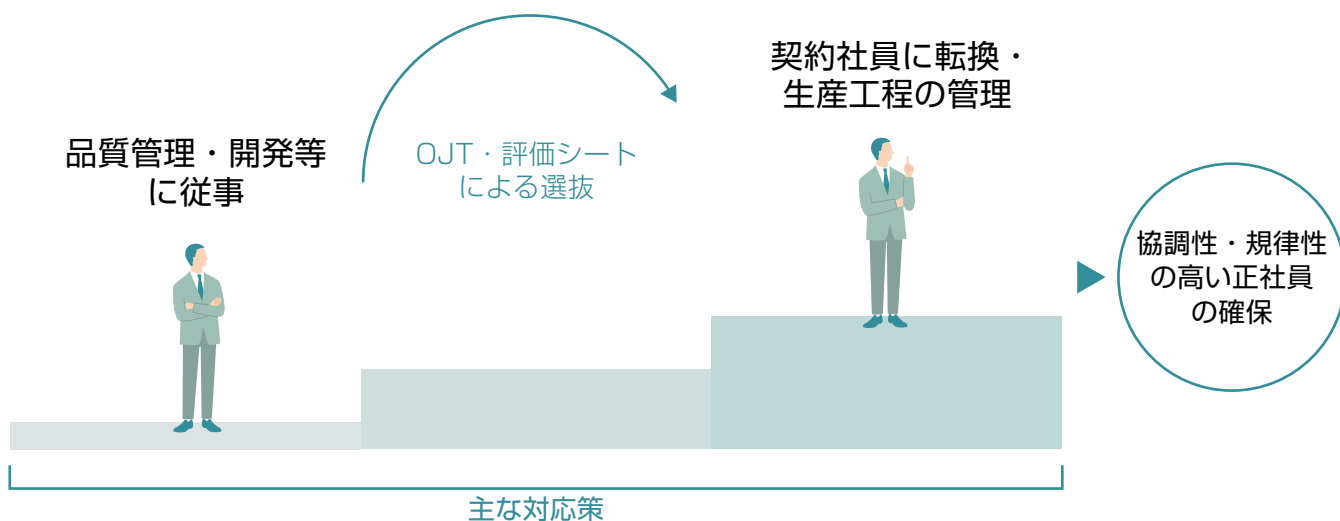 品質管理・開発等
に従事
OJT・評価シート
による選抜
契約社員に転換・
生産工程の管理
協調性・規律性
の高い正社員
の確保
主な対応策